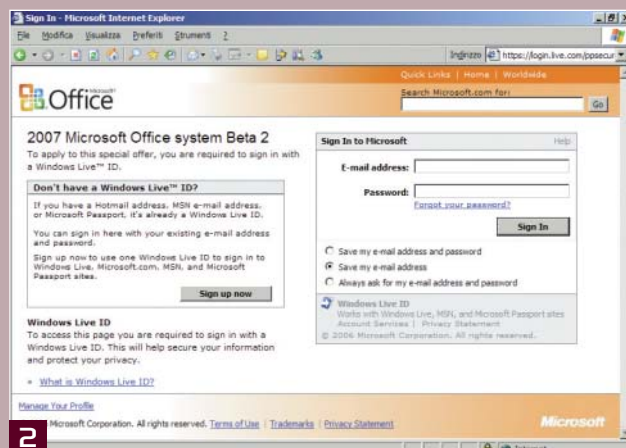 Sign In - Microsoft Internet Explorer
File Modifica Visualizza Preferiti Strumenti ?
Indirizzo https://login.live.com/ppsecur
Quick Links | Home | Worldwide
Microsoft
Office
Search Microsoft.com for:
Go
2007 Microsoft Office system Beta 2
To apply to this special offer, you are required to sign in with
a Windows Live™ ID.
Don't have a Windows Live™ ID?
If you have a Hotmail address, MSN e-mail address,
or Microsoft Passport, it's already a Windows Live ID.
You can sign in here with your existing e-mail address
and password.
Sign up now to use one Windows Live ID to sign in to
Windows Live, Microsoft.com, MSN, and Microsoft
Passport sites.
Sign up now
Windows Live ID
To access this page you are required to sign in with a
Windows Live ID. This will help secure your information
and protect your privacy.
» What is Windows Live ID?
Sign In to Microsoft Help
E-mail address:
Password:
Forgot your password?
Sign In
Save my e-mail address and password
Save my e-mail address
Always ask for my e-mail address and password
Windows Live ID
Works with Windows Live, MSN, and Microsoft Passport sites
Account Services | Privacy Statement
© 2006 Microsoft Corporation. All rights reserved.
Manage Your Profile
Microsoft Corporation. All rights reserved. Terms of Use | Trademarks | Privacy Statement
Microsoft
2